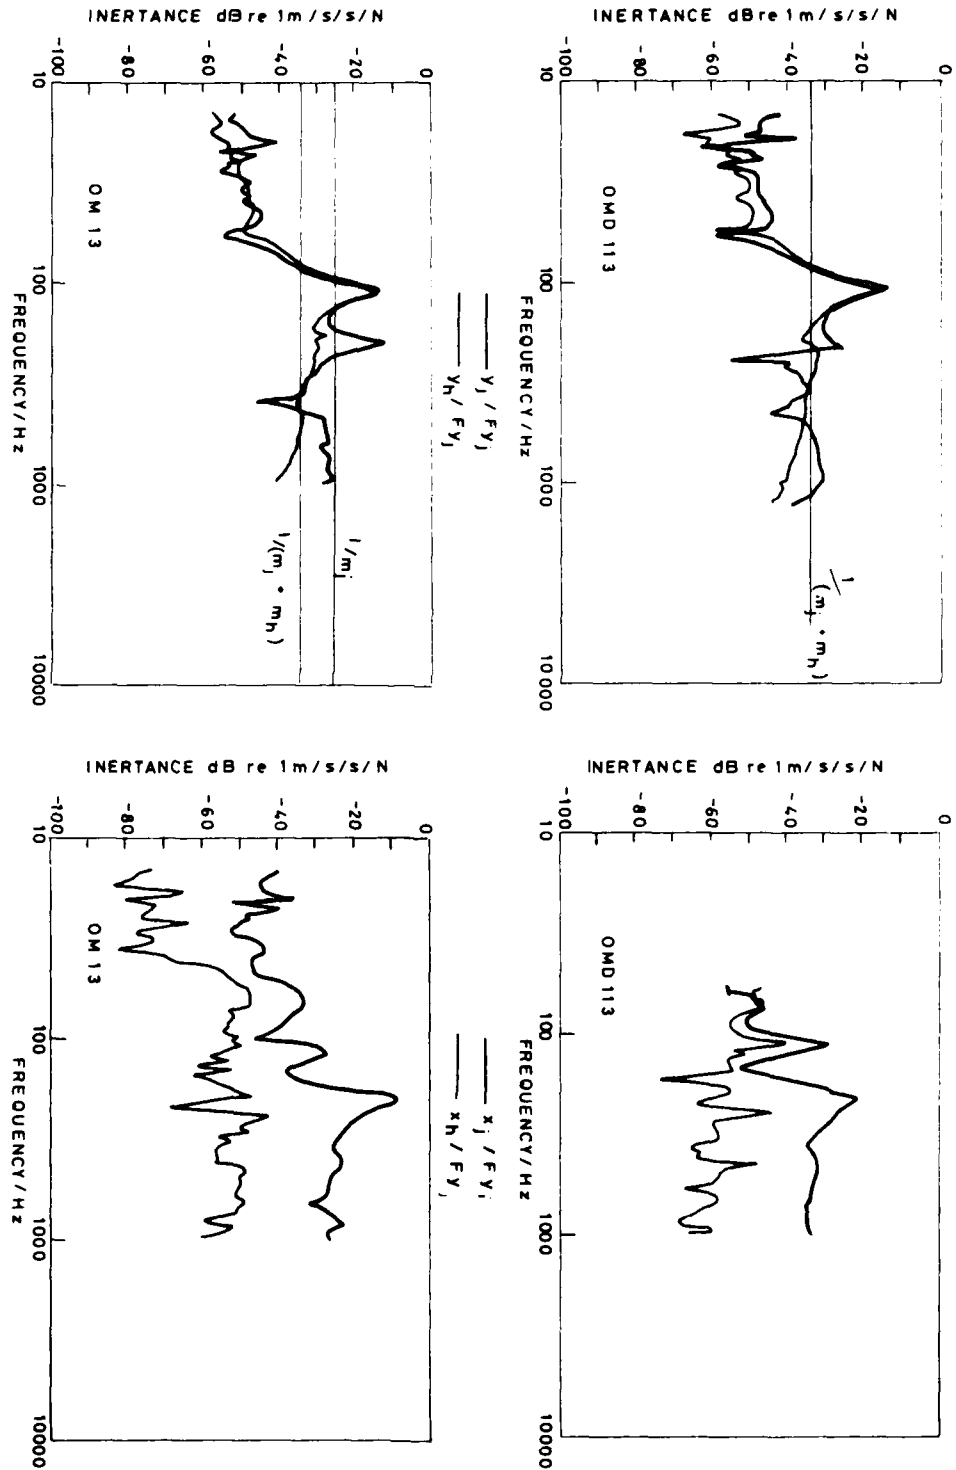 INERTANCE dB re 1m/s/s/N
0
-20
-40
-60
-80
-100
10
100
1000
10000
1/(mj + mh)
OMD 113
FREQUENCY/Hz
INERTANCE dB re 1m/s/s/N
0
-20
-40
-60
-80
-100
10
100
1000
10000
OMD 113
FREQUENCY/Hz
yj / Fyj
yh / Fyj
xj / Fyj
xh / Fyj
INERTANCE dB re 1m/s/s/N
0
-20
-40
-60
-80
-100
10
100
1000
10000
1/mj
1/(mj + mh)
OM 13
FREQUENCY/Hz
INERTANCE dB re 1m/s/s/N
0
-20
-40
-60
-80
-100
10
100
1000
10000
OM 13
FREQUENCY/Hz